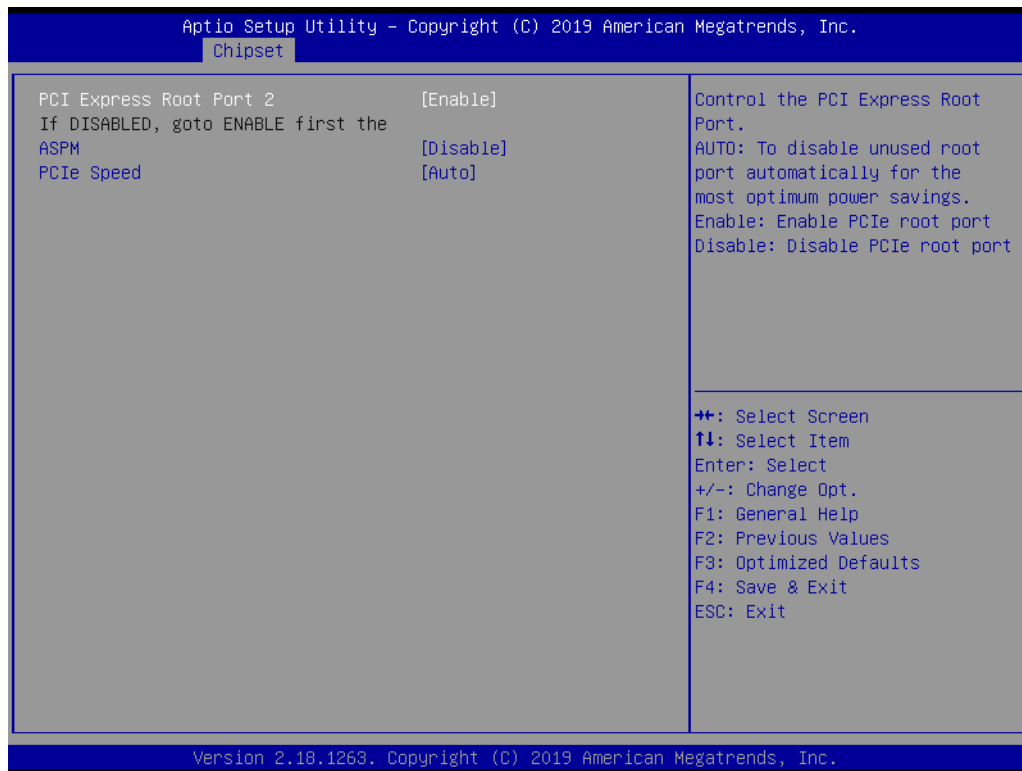 Aptio Setup Utility – Copyright (C) 2019 American Megatrends, Inc.
Chipset
PCI Express Root Port 2 [Enable]
If DISABLED, goto ENABLE first the
ASPM [Disable]
PCIe Speed [Auto]
Control the PCI Express Root
Port.
AUTO: To disable unused root
port automatically for the
most optimum power savings.
Enable: Enable PCIe root port
Disable: Disable PCIe root port
→←: Select Screen
↑↓: Select Item
Enter: Select
+/-: Change Opt.
F1: General Help
F2: Previous Values
F3: Optimized Defaults
F4: Save & Exit
ESC: Exit
Version 2.18.1263. Copyright (C) 2019 American Megatrends, Inc.